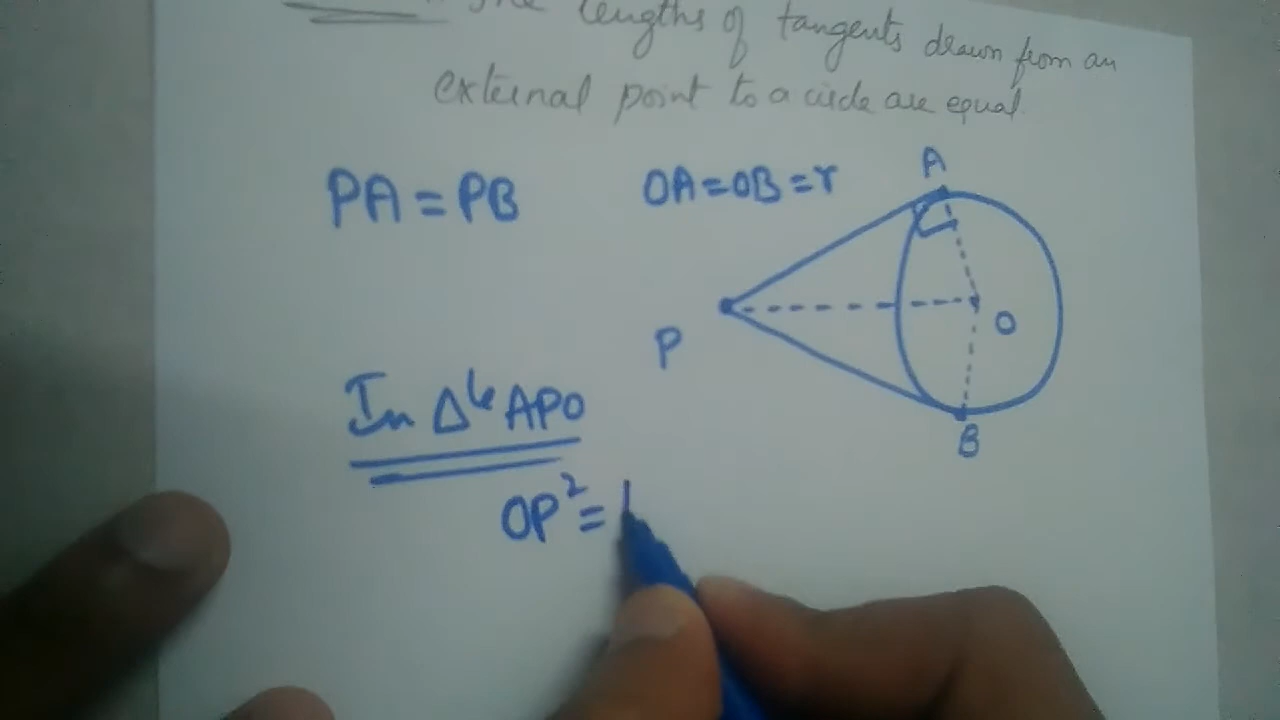 The lengths of tangents drawn from an
external point to a circle are equal.
PA = PB
OA = OB = r
A
O
P
B
In Δle APO
OP² =